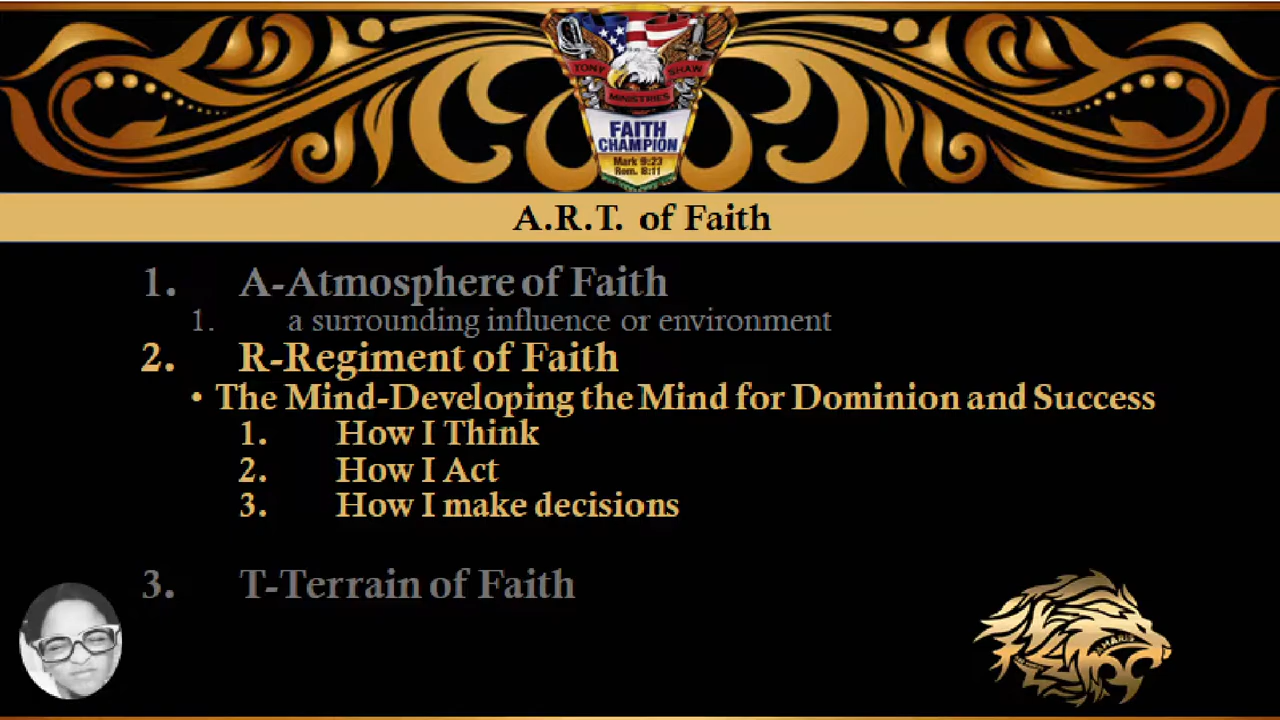 TONY SHAW
MINISTRIES
FAITH
CHAMPION
Mark 9:23
Rom. 8:11
A.R.T. of Faith
1. A-Atmosphere of Faith
1. a surrounding influence or environment
2. R-Regiment of Faith
• The Mind-Developing the Mind for Dominion and Success
1. How I Think
2. How I Act
3. How I make decisions
3. T-Terrain of Faith